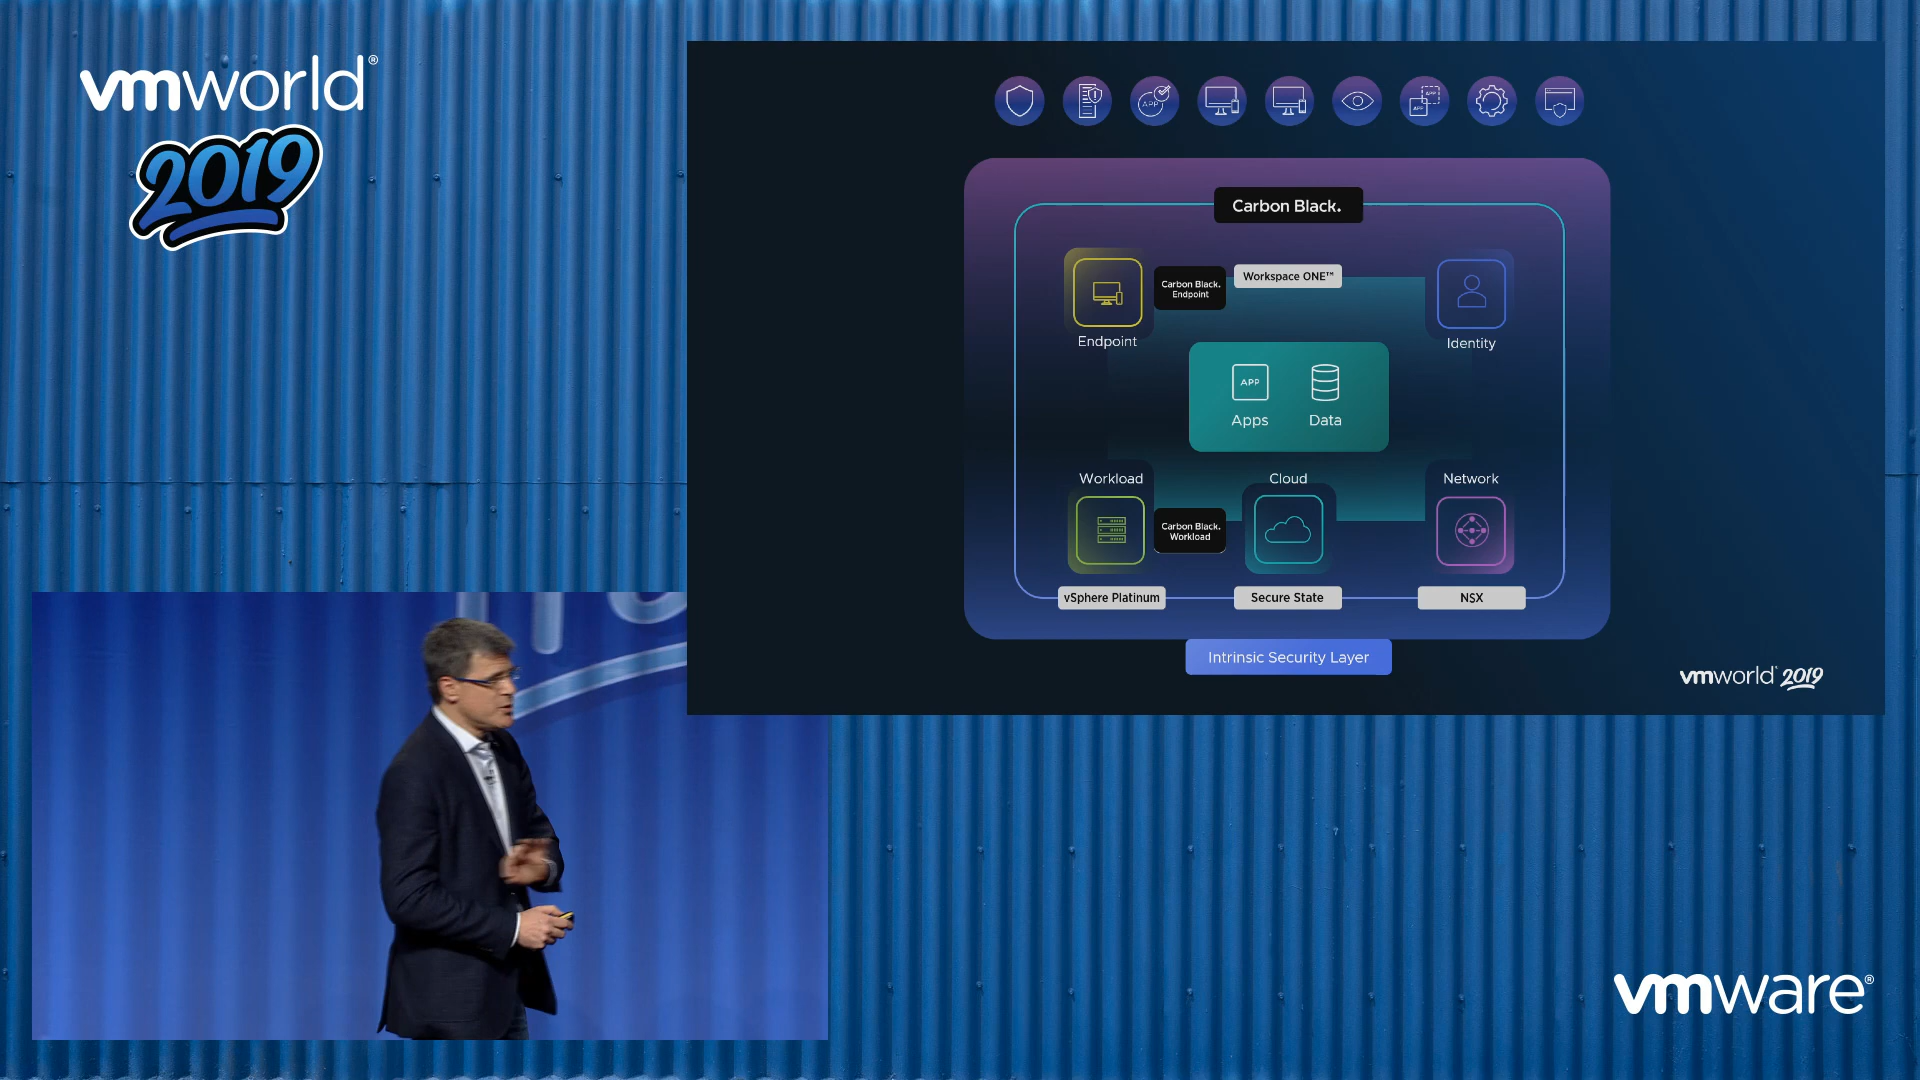 vmworld®
2019
Carbon Black.
Carbon Black.
Endpoint
Workspace ONE™
Endpoint
Identity
APP
Apps
Data
Workload
Cloud
Network
Carbon Black.
Workload
vSphere Platinum
Secure State
NSX
Intrinsic Security Layer
vmworld® 2019
vmware®